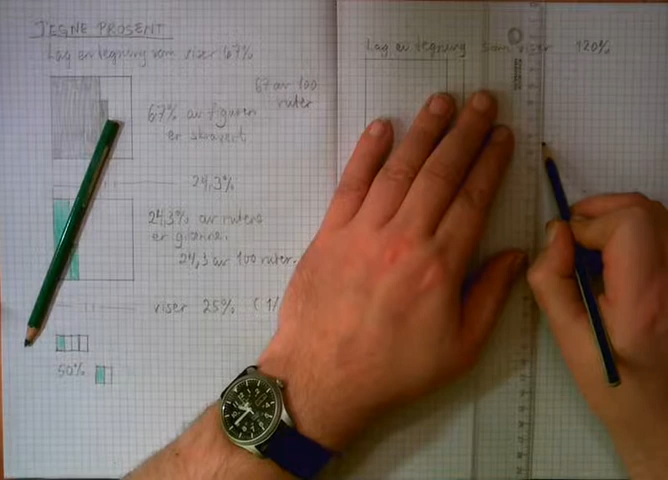 TEGNE PROSENT
Lag en tegning som viser 67%
67 av 100
ruter
67% av figuren
er skravert
24,3%
24,3% av rutene
er grønne.
24,3 av 100 ruter.
viser 25% (1/
50%
Lag en tegning som viser 120%